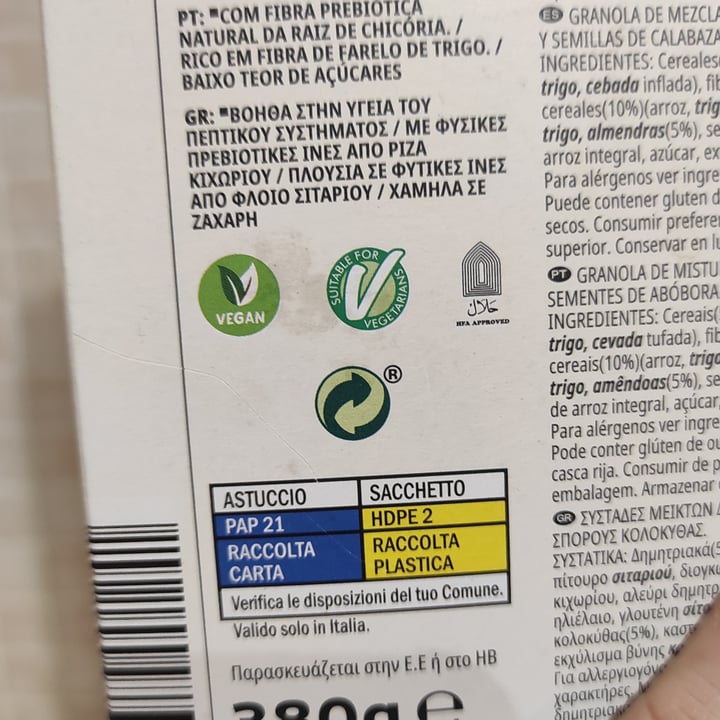 PT: "COM FIBRA PREBIÓTICA
NATURAL DA RAIZ DE CHICÓRIA. /
RICO EM FIBRA DE FARELO DE TRIGO. /
BAIXO TEOR DE AÇÚCARES
GR: "ΒΟΗΘΑ ΣΤΗΝ ΥΓΕΙΑ ΤΟΥ
ΠΕΠΤΙΚΟΥ ΣΥΣΤΗΜΑΤΟΣ / ΜΕ ΦΥΣΙΚΕΣ
ΠΡΕΒΙΟΤΙΚΕΣ ΙΝΕΣ ΑΠΟ ΡΙΖΑ
ΚΙΧΩΡΙΟΥ / ΠΛΟΥΣΙΑ ΣΕ ΦΥΤΙΚΕΣ ΙΝΕΣ
ΑΠΟ ΦΛΟΙΟ ΣΙΤΑΡΙΟΥ / ΧΑΜΗΛΑ ΣΕ
ΖΑΧΑΡΗ
VEGAN
SUITABLE FOR VEGETARIANS
حلال
HFA APPROVED
®
ASTUCCIO SACCHETTO
PAP 21 HDPE 2
RACCOLTA CARTA RACCOLTA PLASTICA
Verifica le disposizioni del tuo Comune.
Valido solo in Italia.
Παρασκευάζεται στην Ε.Ε ή στο ΗΒ
380g e
ES GRANOLA DE MEZCLA
Y SEMILLAS DE CALABAZA
INGREDIENTES: Cereales
trigo, cebada inflada), fib
cereales(10%)(arroz, trig
trigo, almendras(5%), se
arroz integral, azúcar, ex
Para alérgenos ver ingre
Puede contener gluten d
secos. Consumir prefere
superior. Conservar en lu
PT GRANOLA DE MISTU
SEMENTES DE ABÓBORA
INGREDIENTES: Cereais(
trigo, cevada tufada), fib
cereais(10%)(arroz, trigo
trigo, amêndoas(5%), se
de arroz integral, açúcar,
Para alérgenos ver ingre
Pode conter glúten de ou
casca rija. Consumir de p
embalagem. Armazenar
GR ΣΥΣΤΑΔΕΣ ΜΕΙΚΤΩΝ Δ
ΣΠΟΡΟΥΣ ΚΟΛΟΚΥΘΑΣ.
ΣΥΣΤΑΤΙΚΑ: Δημητριακά(5
πίτουρο σιταριού, διογκω
κιχωρίου, αλεύρι δημητρ
ηλιέλαιο, γλουτένη σίτο
κολοκύθας(5%), καστ
εκχύλισμα βύνης κ
Για αλλεργιογόν
χαρακτήρες. Μ
δημητριακ